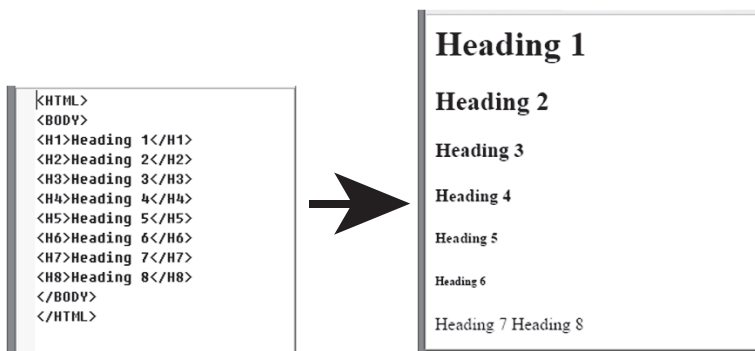 <HTML>
<BODY>
<H1>Heading 1</H1>
<H2>Heading 2</H2>
<H3>Heading 3</H3>
<H4>Heading 4</H4>
<H5>Heading 5</H5>
<H6>Heading 6</H6>
<H7>Heading 7</H7>
<H8>Heading 8</H8>
</BODY>
</HTML>
Heading 1
Heading 2
Heading 3
Heading 4
Heading 5
Heading 6
Heading 7 Heading 8